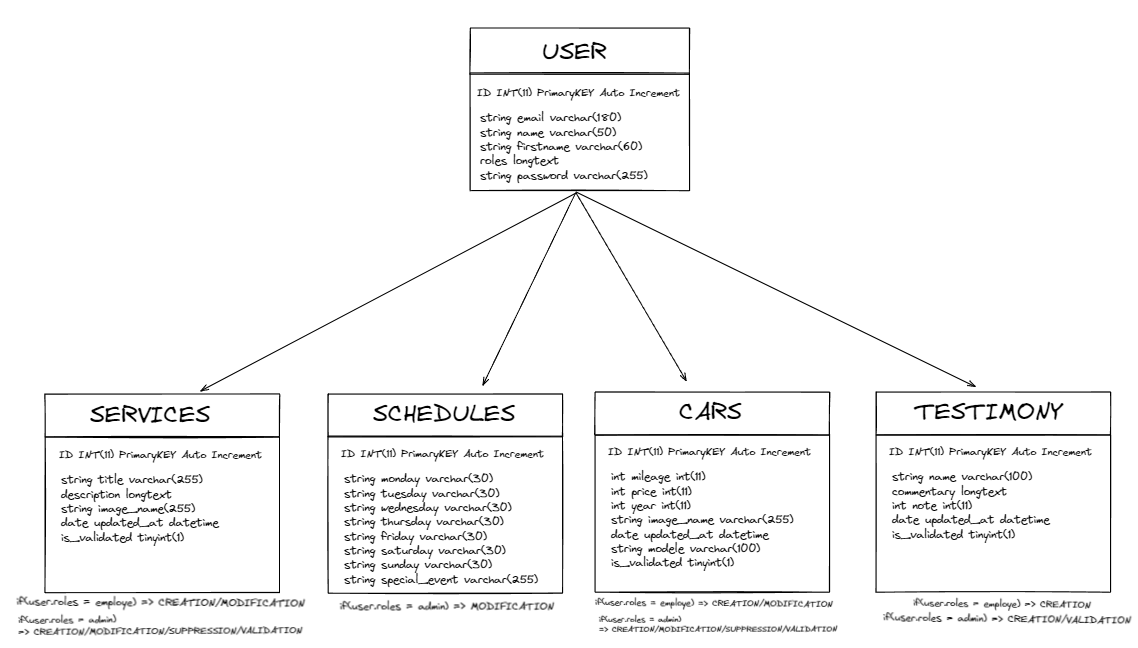 USER
ID INT(11) PrimaryKEY Auto Increment
string email varchar(180)
string name varchar(50)
string firstname varchar(60)
roles longtext
string password varchar(255)
SERVICES
ID INT(11) PrimaryKEY Auto Increment
string title varchar(255)
description longtext
string image_name(255)
date updated_at datetime
is_validated tinyint(1)
if(user.roles = employe) => CREATION/MODIFICATION
if(user.roles = admin)
=> CREATION/MODIFICATION/SUPPRESSION/VALIDATION
SCHEDULES
ID INT(11) PrimaryKEY Auto Increment
string monday varchar(30)
string tuesday varchar(30)
string wednesday varchar(30)
string thursday varchar(30)
string friday varchar(30)
string saturday varchar(30)
string sunday varchar(30)
string special_event varchar(255)
if(user.roles = admin) => MODIFICATION
CARS
ID INT(11) PrimaryKEY Auto Increment
int mileage int(11)
int price int(11)
int year int(11)
string image_name varchar(255)
date updated_at datetime
string modele varchar(100)
is_validated tinyint(1)
if(user.roles = employe) => CREATION/MODIFICATION
if(user.roles = admin)
=> CREATION/MODIFICATION/SUPPRESSION/VALIDATION
TESTIMONY
ID INT(11) PrimaryKEY Auto Increment
string name varchar(100)
commentary longtext
int note int(11)
date updated_at datetime
is_validated tinyint(1)
if(user.roles = employe) => CREATION
if(user.roles = admin) => CREATION/VALIDATION